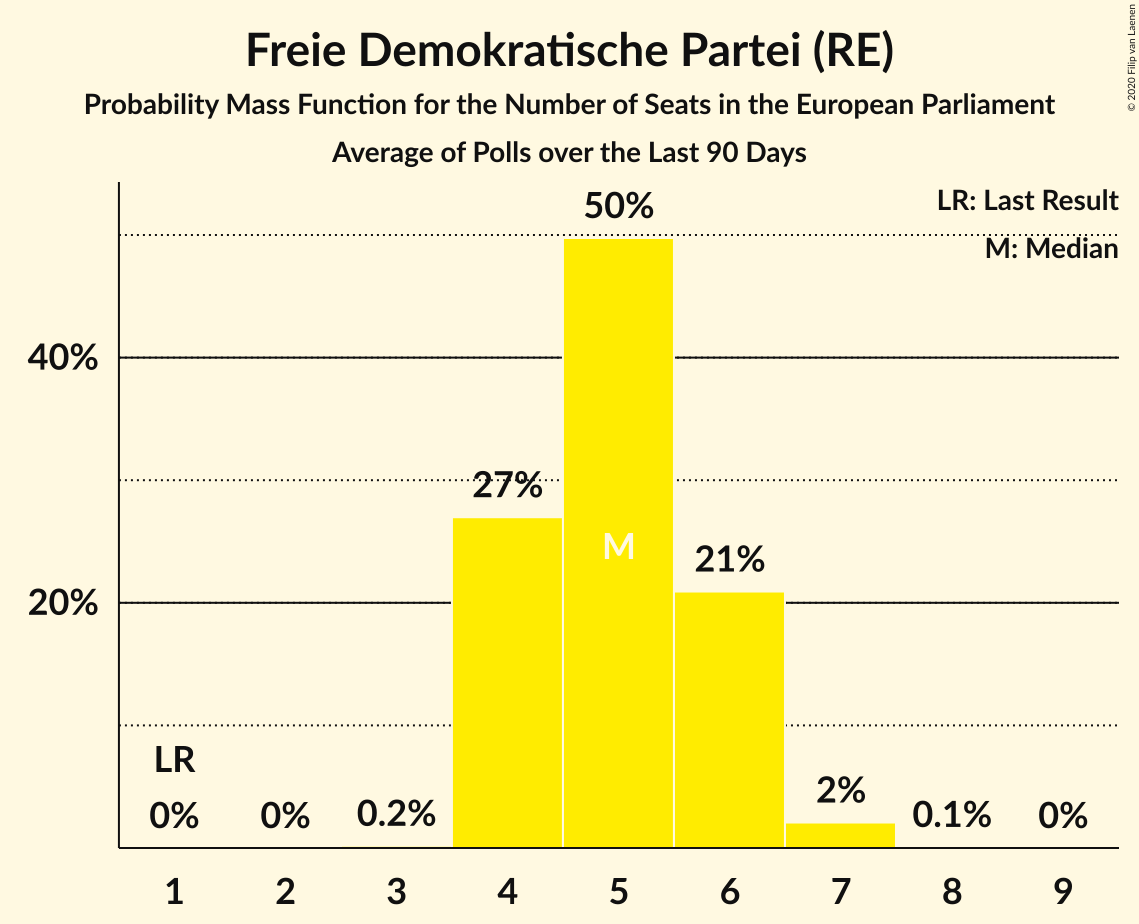 Freie Demokratische Partei (RE)
Probability Mass Function for the Number of Seats in the European Parliament
Average of Polls over the Last 90 Days
© 2020 Filip van Laenen
LR: Last Result
M: Median
50%
40%
27%
M
21%
20%
LR
0%
0%
0.2%
2%
0.1%
0%
1 2 3 4 5 6 7 8 9